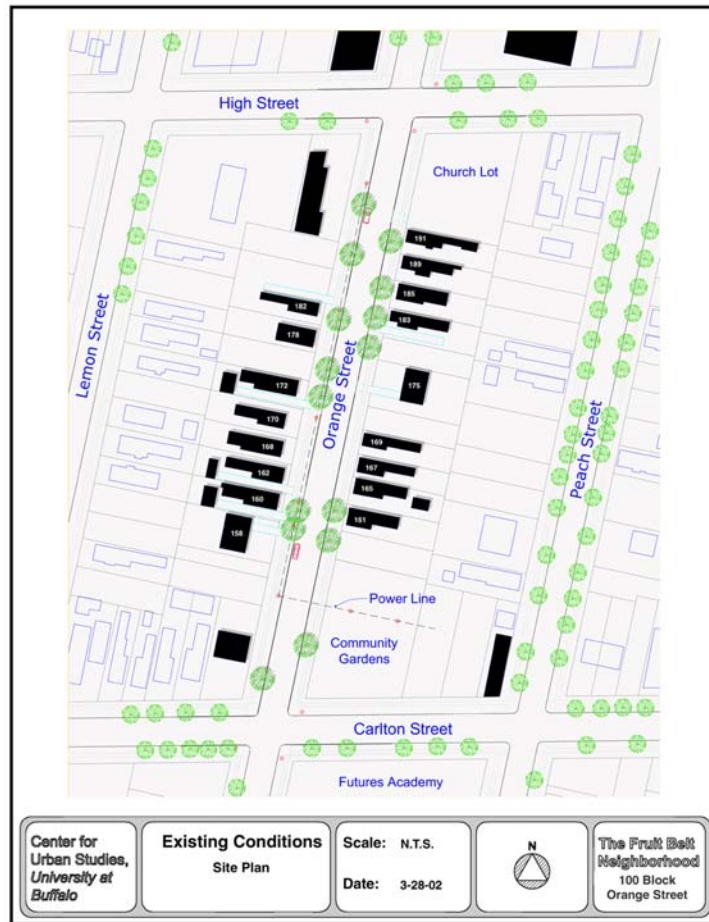 High Street
Church Lot
Lemon Street
Orange Street
Peach Street
191
189
185
183
175
169
167
165
161
182
178
172
170
168
162
160
158
Power Line
Community
Gardens
Carlton Street
Futures Academy
Center for
Urban Studies,
University at
Buffalo
Existing Conditions
Site Plan
Scale: N.T.S.
Date: 3-28-02
N
The Fruit Belt
Neighborhood
100 Block
Orange Street